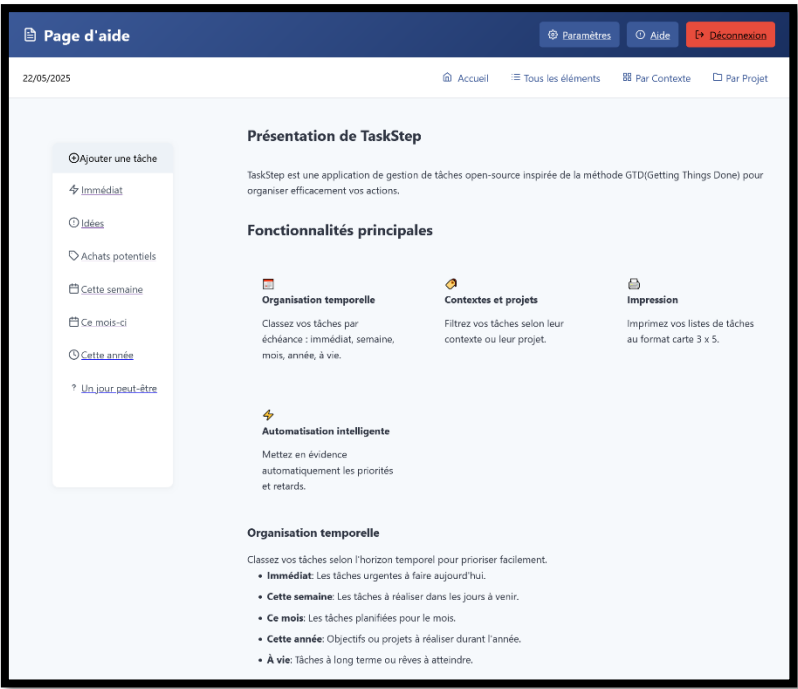 Page d'aide
Paramètres
Aide
Déconnexion
22/05/2025
Accueil
Tous les éléments
Par Contexte
Par Projet
Ajouter une tâche
Immédiat
Idées
Achats potentiels
Cette semaine
Ce mois-ci
Cette année
? Un jour peut-être
Présentation de TaskStep
TaskStep est une application de gestion de tâches open-source inspirée de la méthode GTD(Getting Things Done) pour
organiser efficacement vos actions.
Fonctionnalités principales
Organisation temporelle
Classez vos tâches par
échéance : immédiat, semaine,
mois, année, à vie.
Contextes et projets
Filtrez vos tâches selon leur
contexte ou leur projet.
Impression
Imprimez vos listes de tâches
au format carte 3 x 5.
Automatisation intelligente
Mettez en évidence
automatiquement les priorités
et retards.
Organisation temporelle
Classez vos tâches selon l'horizon temporel pour prioriser facilement.
• Immédiat: Les tâches urgentes à faire aujourd'hui.
• Cette semaine: Les tâches à réaliser dans les jours à venir.
• Ce mois: Les tâches planifiées pour le mois.
• Cette année: Objectifs ou projets à réaliser durant l'année.
• À vie: Tâches à long terme ou rêves à atteindre.